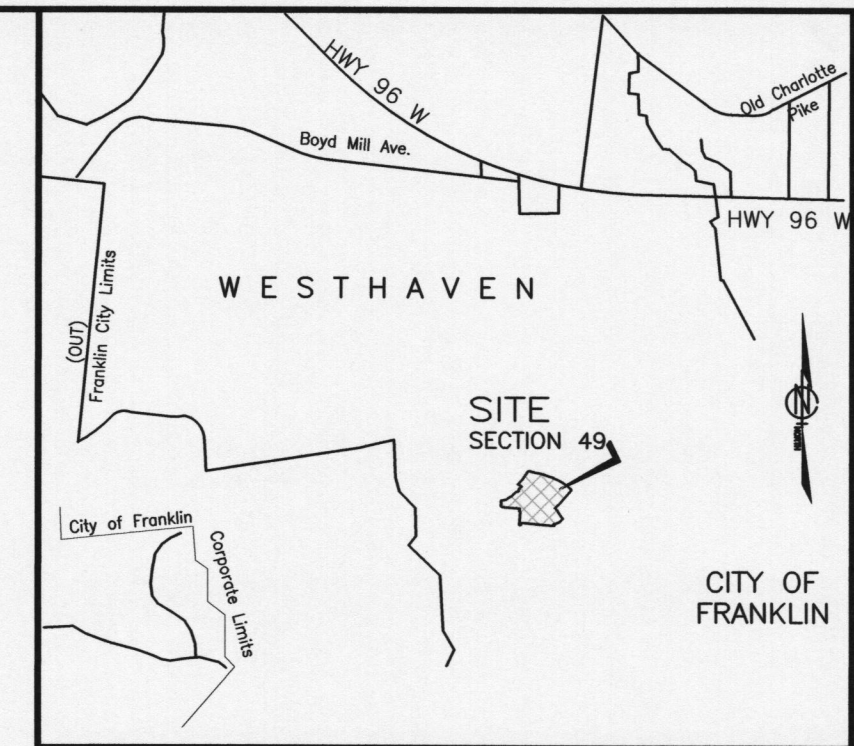 HWY 96 W
Old Charlotte
Pike
Boyd Mill Ave.
HWY 96 W
WESTHAVEN
(OUT)
Franklin City Limits
SITE
SECTION 49
N
NORTH
City of Franklin
Corporate Limits
CITY OF
FRANKLIN